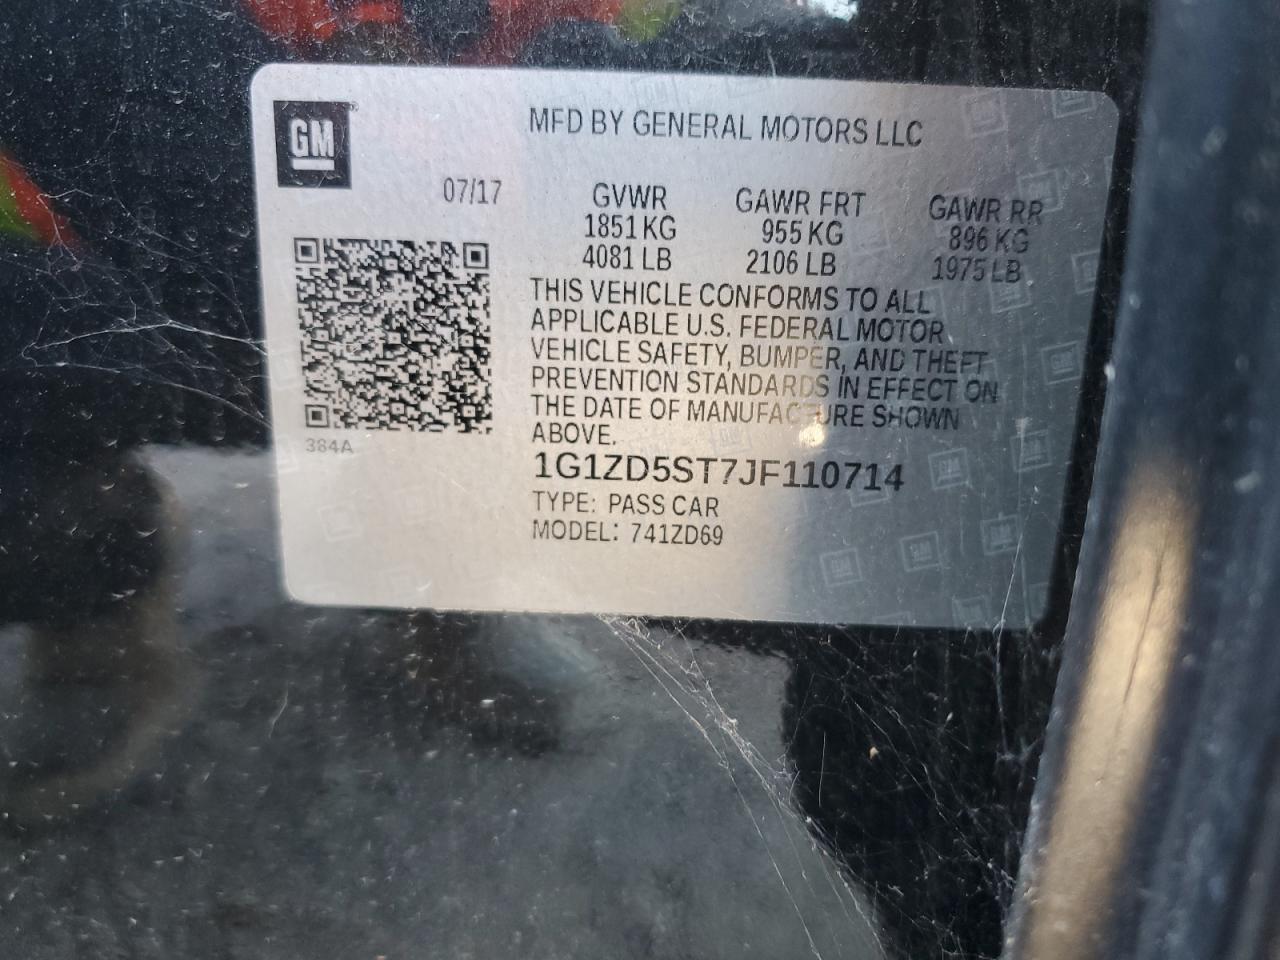 GM
MFD BY GENERAL MOTORS LLC
07/17
GVWR GAWR FRT GAWR RR
1851 KG 955 KG 896 KG
4081 LB 2106 LB 1975 LB
THIS VEHICLE CONFORMS TO ALL
APPLICABLE U.S. FEDERAL MOTOR
VEHICLE SAFETY, BUMPER, AND THEFT
PREVENTION STANDARDS IN EFFECT ON
THE DATE OF MANUFACTURE SHOWN
ABOVE.
384A
1G1ZD5ST7JF110714
TYPE: PASS CAR
MODEL: 741ZD69